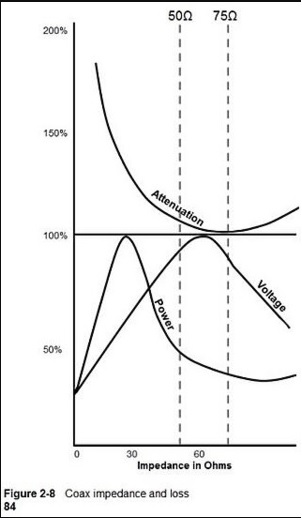 50Ω 75Ω
200%
150%
Attenuation
100%
Voltage
Power
50%
0 30 60
Impedance in Ohms
Figure 2-8 Coax impedance and loss
84